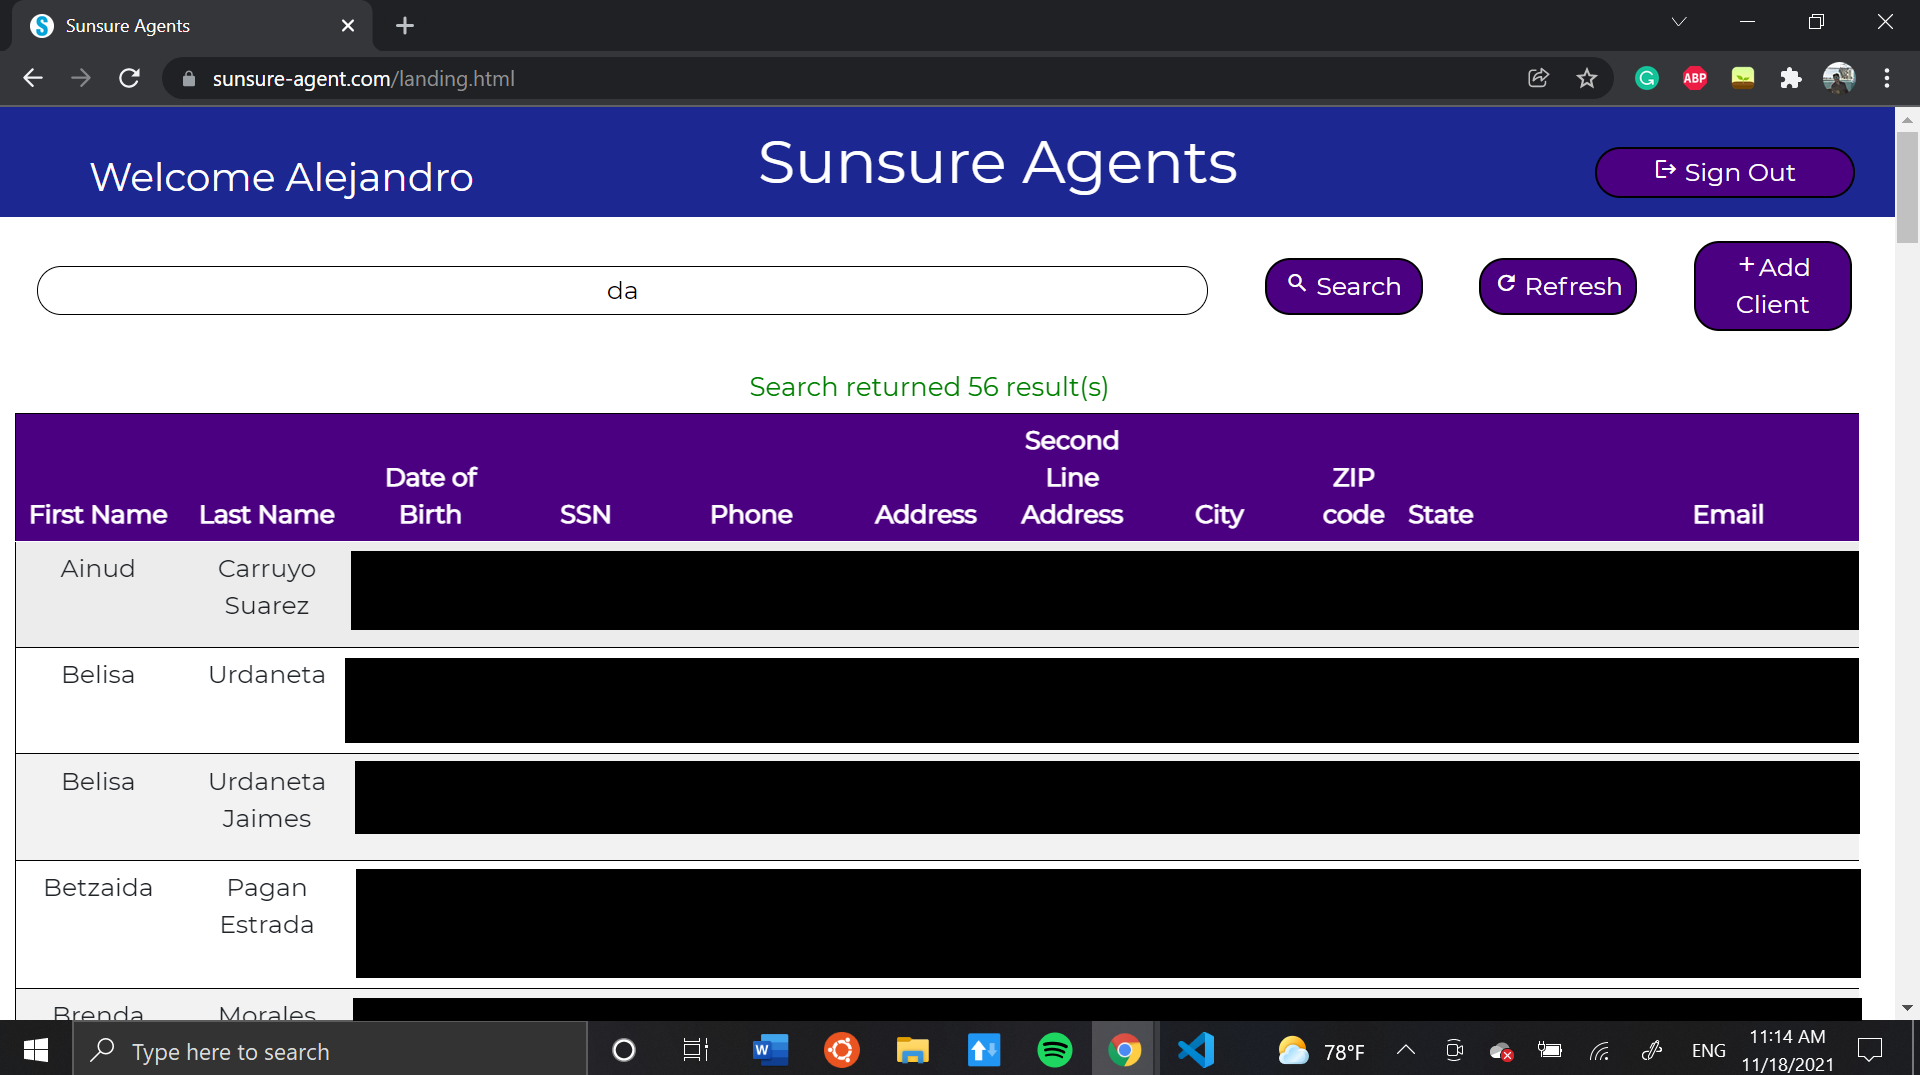 Sunsure Agents
sunsure-agent.com/landing.html
ABP
Welcome Alejandro
Sunsure Agents
Sign Out
da
Search
Refresh
+ Add
Client
Search returned 56 result(s)
First Name Last Name Date of Birth SSN Phone Address Second Line Address City ZIP code State Email
Ainud Carruyo
Suarez
Belisa Urdaneta
Belisa Urdaneta
Jaimes
Betzaida Pagan
Estrada
Brenda Morales
Type here to search
78°F
ENG
11:14 AM
11/18/2021